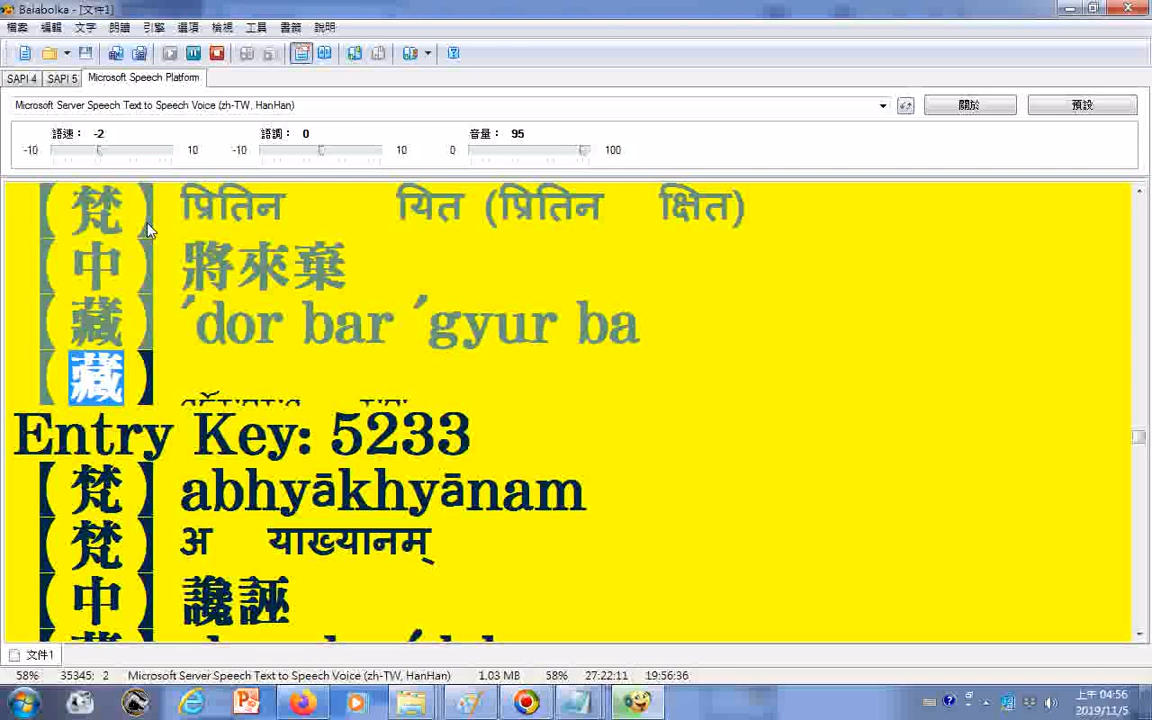 Balabolka - [文件1]
檔案 編輯 文字 朗讀 引擎 選項 檢視 工具 書籤 說明
SAPI 4 SAPI 5 Microsoft Speech Platform
Microsoft Server Speech Text to Speech Voice (zh-TW, HanHan) 關於 預設
語速： -2 語調： 0 音量： 95
-10 10 -10 10 0 100
【梵】 प्रितिन यित (प्रितिन क्षित)
【中】 將來棄
【藏】 ´dor bar ´gyur ba
【藏】
Entry Key: 5233
【梵】 abhyākhyānam
【梵】 अ याख्यानम्
【中】 讒誣
文件1
58% 35345: 2 Microsoft Server Speech Text to Speech Voice (zh-TW, HanHan) 1.03 MB 58% 27:22:11 19:56:36
上午 04:56
2019/11/5